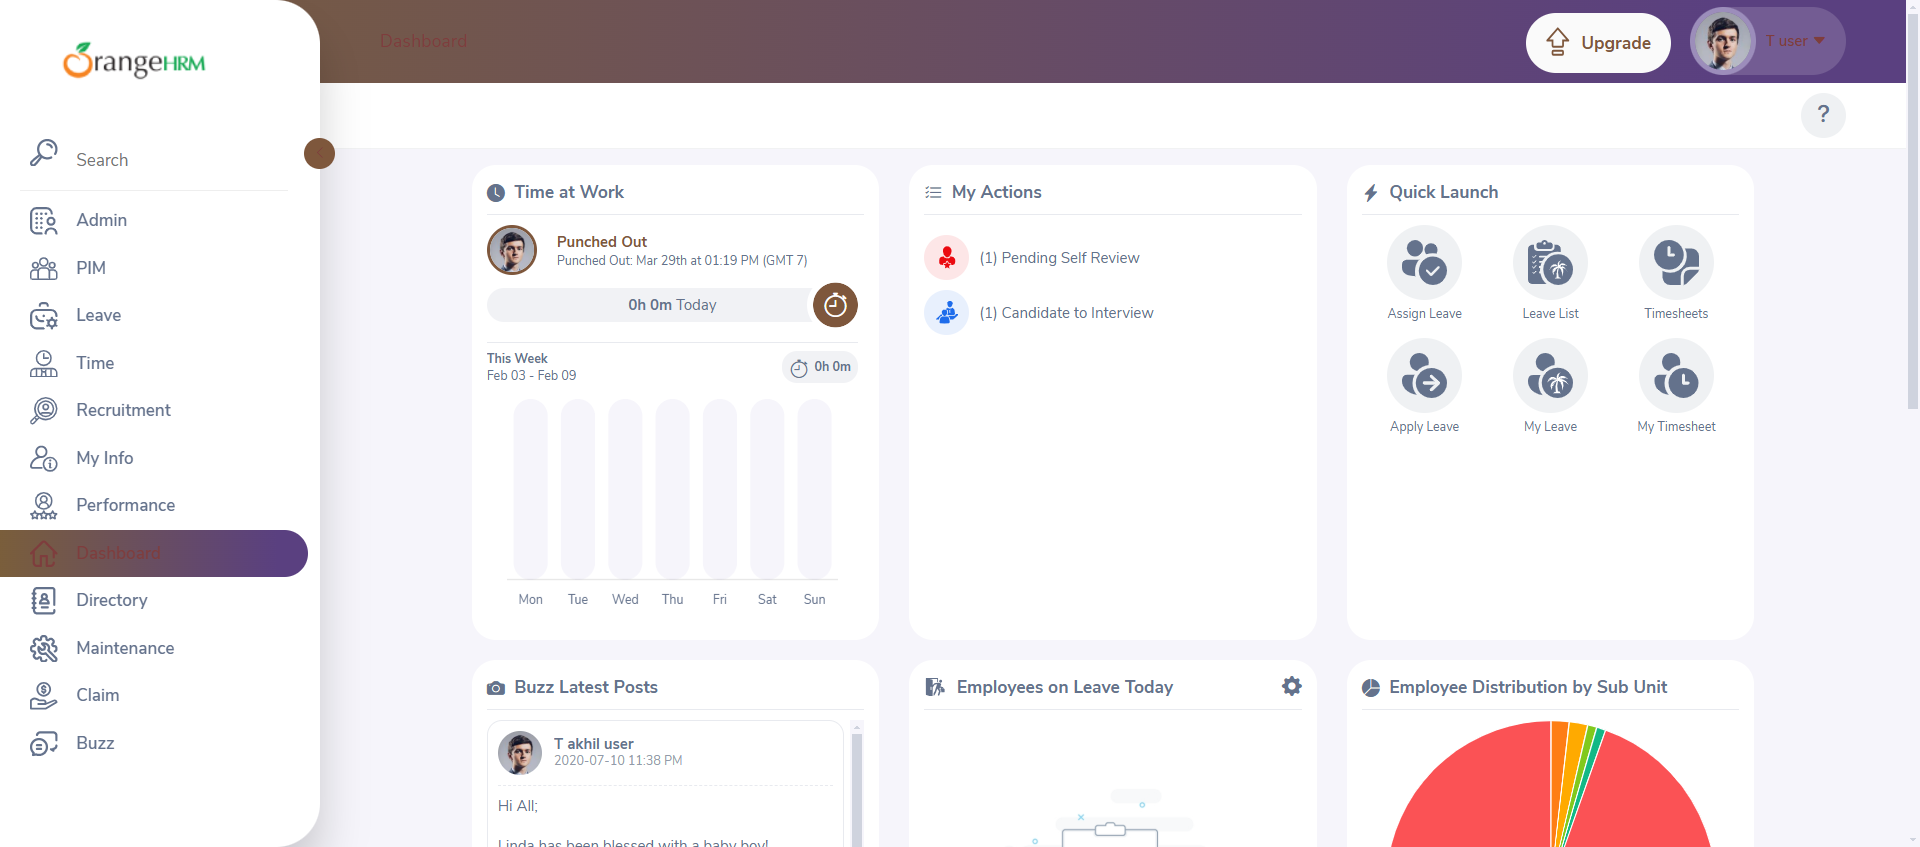 OrangeHRM
Dashboard
Upgrade
T user
?
Search
Admin
PIM
Leave
Time
Recruitment
My Info
Performance
Dashboard
Directory
Maintenance
Claim
Buzz
Time at Work
Punched Out
Punched Out: Mar 29th at 01:19 PM (GMT 7)
0h 0m Today
This Week
Feb 03 - Feb 09
0h 0m
Mon Tue Wed Thu Fri Sat Sun
My Actions
(1) Pending Self Review
(1) Candidate to Interview
Quick Launch
Assign Leave
Leave List
Timesheets
Apply Leave
My Leave
My Timesheet
Buzz Latest Posts
T akhil user
2020-07-10 11:38 PM
Hi All;
Linda has been blessed with a baby boy!
Employees on Leave Today
Employee Distribution by Sub Unit